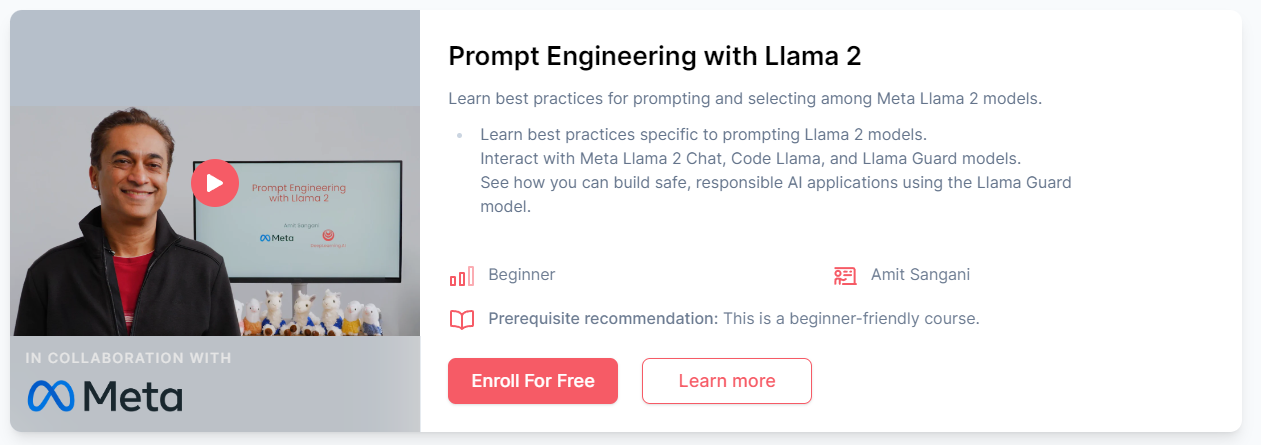 Prompt Engineering with Llama 2
Learn best practices for prompting and selecting among Meta Llama 2 models.
Learn best practices specific to prompting Llama 2 models.
Interact with Meta Llama 2 Chat, Code Llama, and Llama Guard models.
See how you can build safe, responsible AI applications using the Llama Guard
model.
Beginner
Amit Sangani
Prerequisite recommendation: This is a beginner-friendly course.
Enroll For Free
Learn more
Prompt Engineering
with Llama 2
Amit Sangani
Meta
DeepLearning.AI
IN COLLABORATION WITH
Meta